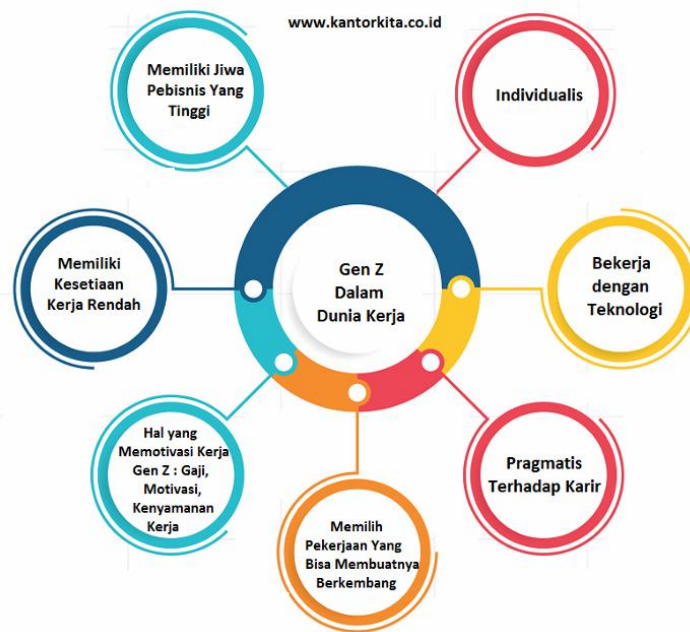 www.kantorkita.co.id
Memiliki Jiwa
Pebisnis Yang
Tinggi
Individualis
Gen Z
Dalam
Dunia Kerja
Memiliki
Kesetiaan
Kerja Rendah
Bekerja
dengan
Teknologi
Hal yang
Memotivasi Kerja
Gen Z : Gaji,
Motivasi,
Kenyamanan
Kerja
Pragmatis
Terhadap Karir
Memilih
Pekerjaan Yang
Bisa Membuatnya
Berkembang